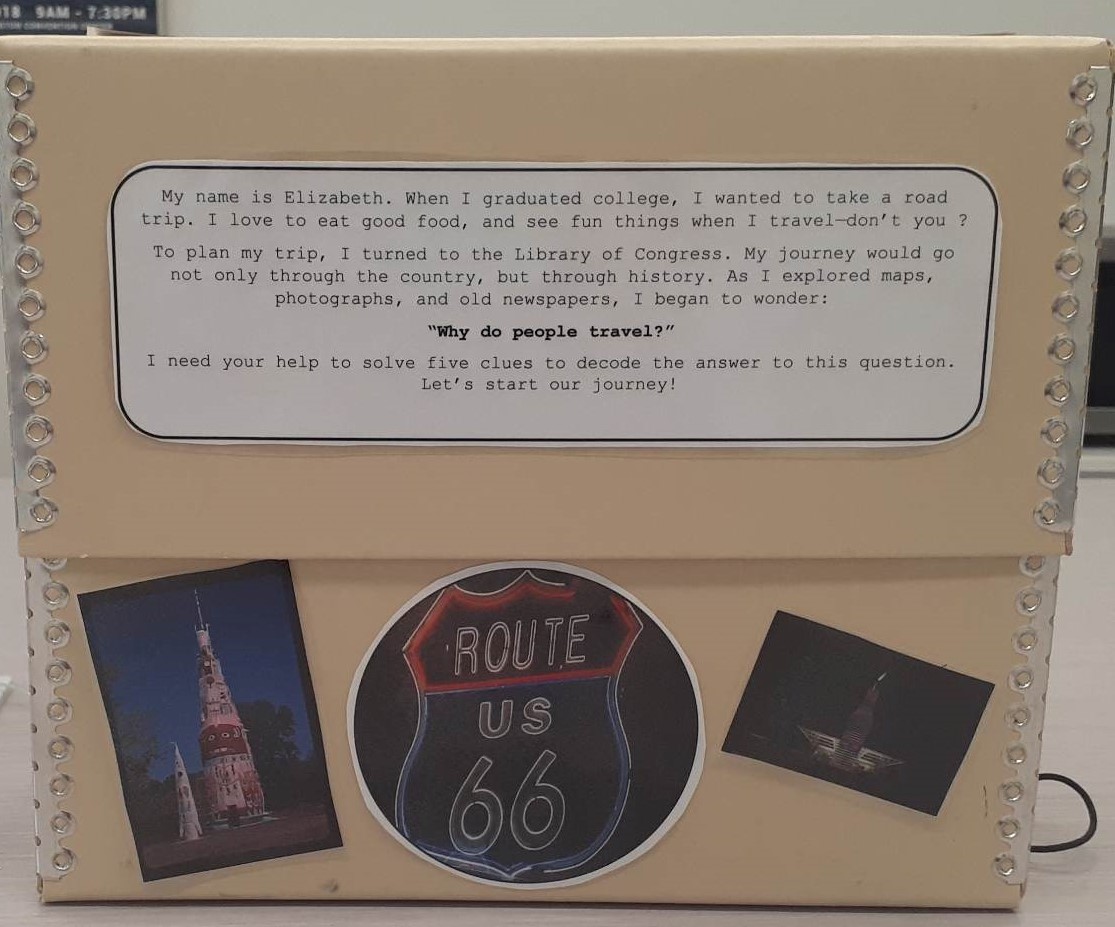 18 9AM - 7:30PM
My name is Elizabeth. When I graduated college, I wanted to take a road
trip. I love to eat good food, and see fun things when I travel—don't you ?
To plan my trip, I turned to the Library of Congress. My journey would go
not only through the country, but through history. As I explored maps,
photographs, and old newspapers, I began to wonder:
"Why do people travel?"
I need your help to solve five clues to decode the answer to this question.
Let's start our journey!
ROUTE
US
66